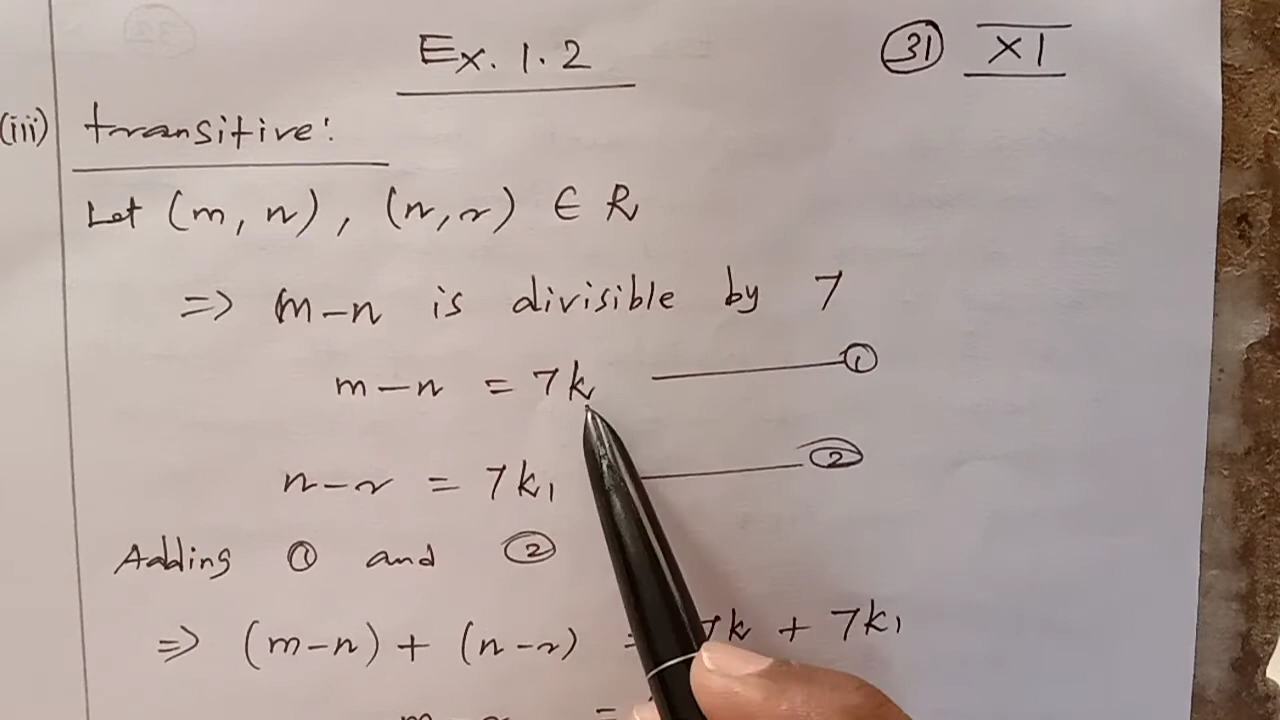 Ex. 1.2 31 XI
(iii) transitive:
Let (m, n), (n, r) ∈ R
=> m-n is divisible by 7
m-n = 7k ① 
n-r = 7k₁ ②
Adding ① and ②
=> (m-n) + (n-r) = 7k + 7k₁
=